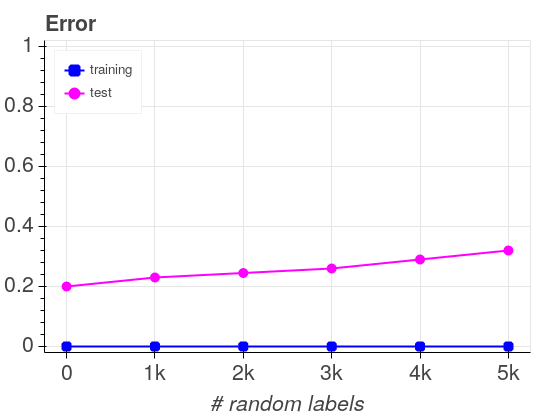 Error
training
test
1
0.8
0.6
0.4
0.2
0
0 1k 2k 3k 4k 5k
# random labels